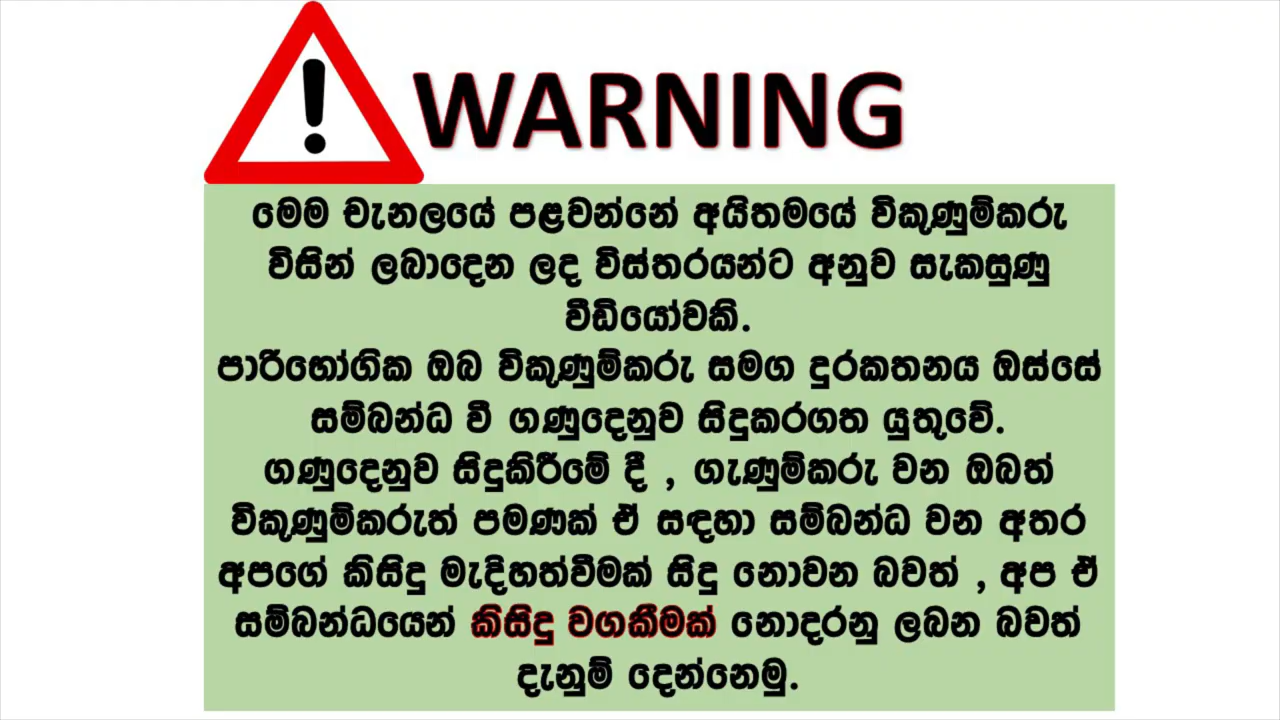 WARNING
මෙම චැනලයේ පළවන්නේ අයිතමයේ විකුණුම්කරු
විසින් ලබාදෙන ලද විස්තරයන්ට අනුව සැකසුණු
වීඩියෝවකි.
පාරිභෝගික ඔබ විකුණුම්කරු සමග දුරකතනය ඔස්සේ
සම්බන්ධ වී ගණුදෙනුව සිදුකරගත යුතුවේ.
ගණුදෙනුව සිදුකිරීමේ දී , ගැණුම්කරු වන ඔබත්
විකුණුම්කරුත් පමණක් ඒ සඳහා සම්බන්ධ වන අතර
අපගේ කිසිදු මැදිහත්වීමක් සිදු නොවන බවත් , අප ඒ
සම්බන්ධයෙන් කිසිදු වගකීමක් නොදරනු ලබන බවත්
දැනුම් දෙන්නෙමු.